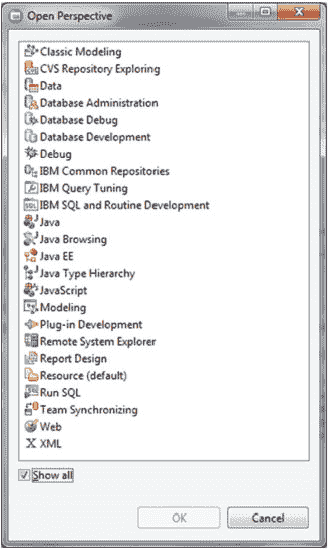 Open Perspective
Classic Modeling
CVS Repository Exploring
Data
Database Administration
Database Debug
Database Development
Debug
IBM Common Repositories
IBM Query Tuning
IBM SQL and Routine Development
Java
Java Browsing
Java EE
Java Type Hierarchy
JavaScript
Modeling
Plug-in Development
Remote System Explorer
Report Design
Resource (default)
Run SQL
Team Synchronizing
Web
XML
Show all
OK
Cancel